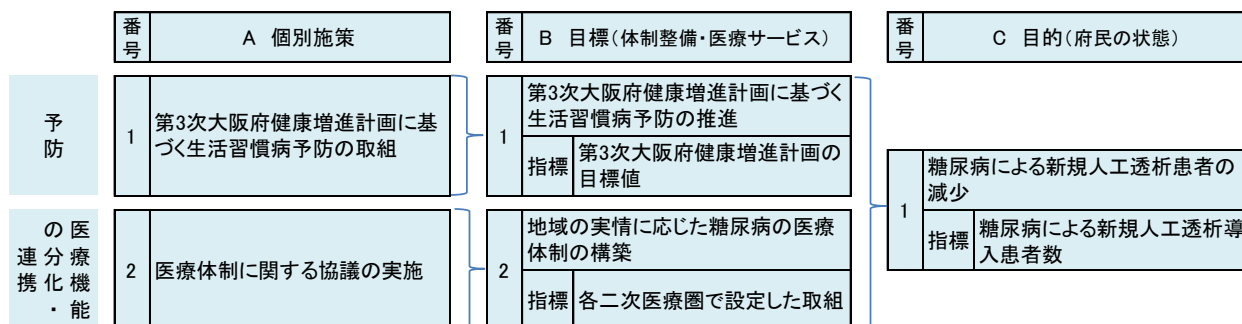 番号
A 個別施策
番号
B 目標(体制整備・医療サービス)
番号
C 目的(府民の状態)
予防
1
第3次大阪府健康増進計画に基
づく生活習慣病予防の取組
1
第3次大阪府健康増進計画に基づく
生活習慣病予防の推進
指標
第3次大阪府健康増進計画の
目標値
医療機能
の分化・
連携
2
医療体制に関する協議の実施
2
地域の実情に応じた糖尿病の医療
体制の構築
指標
各二次医療圏で設定した取組
1
糖尿病による新規人工透析患者の
減少
指標
糖尿病による新規人工透析導
入患者数